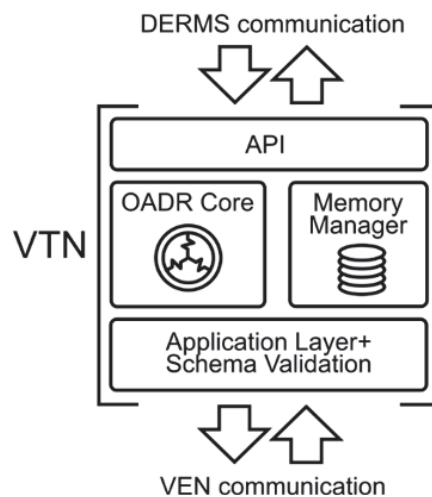 DERMS communication
API
OADR Core
Memory
Manager
VTN
Application Layer+
Schema Validation
VEN communication